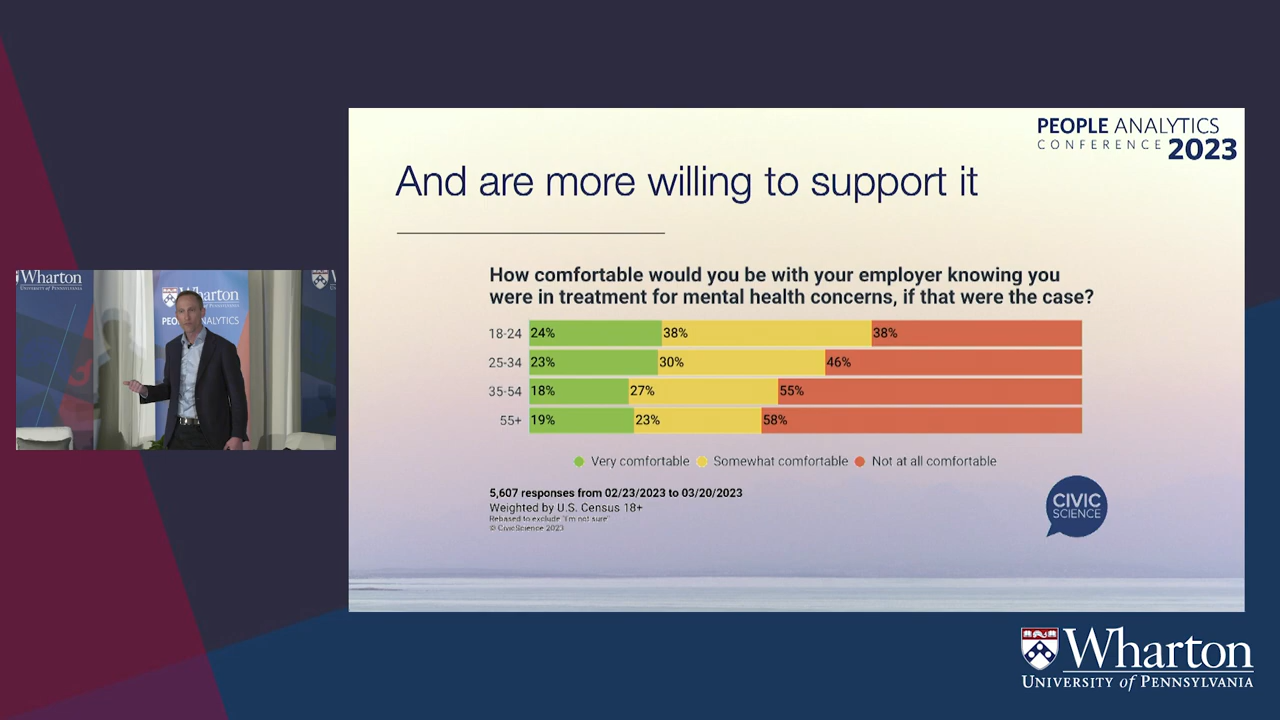 PEOPLE ANALYTICS
CONFERENCE 2023
And are more willing to support it
How comfortable would you be with your employer knowing you
were in treatment for mental health concerns, if that were the case?
18-24 24% 38% 38%
25-34 23% 30% 46%
35-54 18% 27% 55%
55+ 19% 23% 58%
Very comfortable Somewhat comfortable Not at all comfortable
5,607 responses from 02/23/2023 to 03/20/2023
Weighted by U.S. Census 18+
Rebased to exclude "I'm not sure"
© CivicScience 2023
CIVIC
SCIENCE
Wharton
UNIVERSITY of PENNSYLVANIA
Wharton
ANALYTICS
Wharton
UNIVERSITY of PENNSYLVANIA